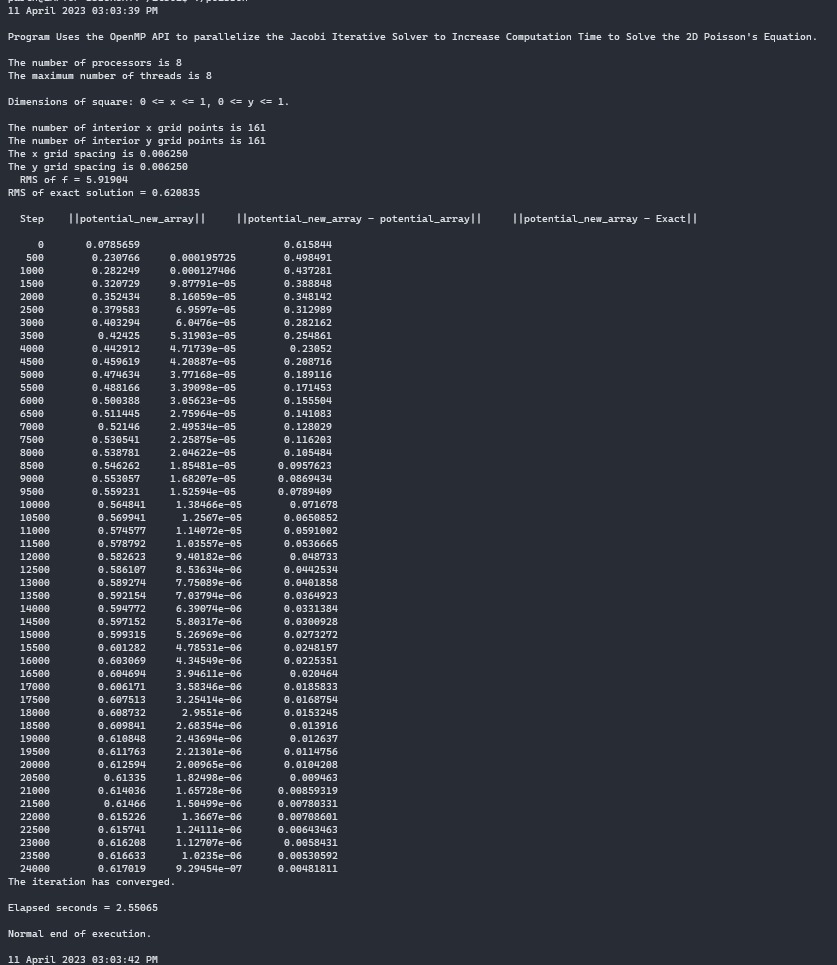 11 April 2023 03:03:39 PM
Program Uses the OpenMP API to parallelize the Jacobi Iterative Solver to Increase Computation Time to Solve the 2D Poisson's Equation.
The number of processors is 8
The maximum number of threads is 8
Dimensions of square: 0 <= x <= 1, 0 <= y <= 1.
The number of interior x grid points is 161
The number of interior y grid points is 161
The x grid spacing is 0.006250
The y grid spacing is 0.006250
RMS of f = 5.91904
RMS of exact solution = 0.620835
Step ||potential_new_array|| ||potential_new_array - potential_array|| ||potential_new_array - Exact||
0 0.0785659 0.615844
500 0.230766 0.000195725 0.498491
1000 0.282249 0.000127406 0.437281
1500 0.320729 9.87791e-05 0.388848
2000 0.352434 8.16059e-05 0.348142
2500 0.379583 6.9597e-05 0.312989
3000 0.403294 6.0476e-05 0.282162
3500 0.42425 5.31903e-05 0.254861
4000 0.442912 4.71739e-05 0.23052
4500 0.459619 4.20887e-05 0.208716
5000 0.474634 3.77168e-05 0.189116
5500 0.488166 3.39098e-05 0.171453
6000 0.500388 3.05623e-05 0.155504
6500 0.511445 2.75964e-05 0.141083
7000 0.52146 2.49534e-05 0.128029
7500 0.530541 2.25875e-05 0.116203
8000 0.538781 2.04622e-05 0.105484
8500 0.546262 1.85481e-05 0.0957623
9000 0.553057 1.68207e-05 0.0869434
9500 0.559231 1.52594e-05 0.0789409
10000 0.564841 1.38466e-05 0.071678
10500 0.569941 1.2567e-05 0.0650852
11000 0.574577 1.14072e-05 0.0591002
11500 0.578792 1.03557e-05 0.0536665
12000 0.582623 9.40182e-06 0.048733
12500 0.586107 8.53634e-06 0.0442534
13000 0.589274 7.75089e-06 0.0401858
13500 0.592154 7.03794e-06 0.0364923
14000 0.594772 6.39074e-06 0.0331384
14500 0.597152 5.80317e-06 0.0300928
15000 0.599315 5.26969e-06 0.0273272
15500 0.601282 4.78531e-06 0.0248157
16000 0.603069 4.34549e-06 0.0225351
16500 0.604694 3.94611e-06 0.020464
17000 0.606171 3.58346e-06 0.0185833
17500 0.607513 3.25414e-06 0.0168754
18000 0.608732 2.9551e-06 0.0153245
18500 0.609841 2.68354e-06 0.013916
19000 0.610848 2.43694e-06 0.012637
19500 0.611763 2.21301e-06 0.0114756
20000 0.612594 2.00965e-06 0.0104208
20500 0.61335 1.82498e-06 0.009463
21000 0.614036 1.65728e-06 0.00859319
21500 0.61466 1.50499e-06 0.00780331
22000 0.615226 1.3667e-06 0.00708601
22500 0.615741 1.24111e-06 0.00643463
23000 0.616208 1.12707e-06 0.0058431
23500 0.616633 1.0235e-06 0.00530592
24000 0.617019 9.29454e-07 0.00481811
The iteration has converged.
Elapsed seconds = 2.55065
Normal end of execution.
11 April 2023 03:03:42 PM